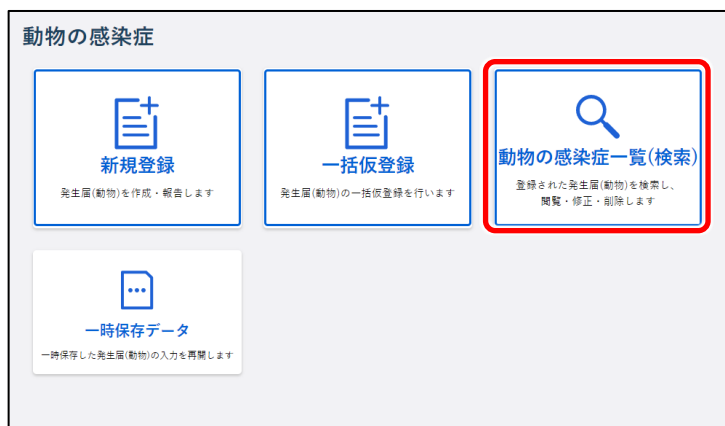 動物の感染症
新規登録
発生届(動物)を作成・報告します
一括仮登録
発生届(動物)の一括仮登録を行います
動物の感染症一覧(検索)
登録された発生届(動物)を検索し、
閲覧・修正・削除します
一時保存データ
一時保存した発生届(動物)の入力を再開します